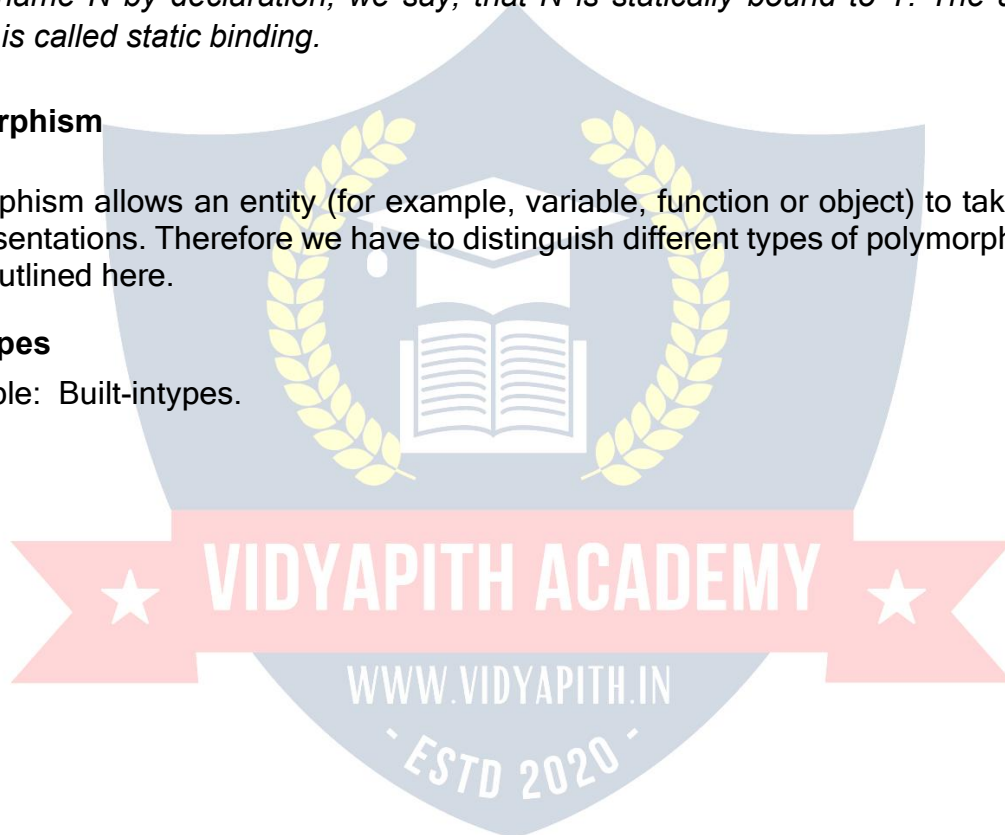 name N by declaration, we say, that N is statically bound to T. The
is called static binding.
rphism
phism allows an entity (for example, variable, function or object) to tak
sentations. Therefore we have to distinguish different types of polymorph
utlined here.
pes
ple: Built-intypes.
VIDYAPITH ACADEMY
WWW.VIDYAPITH.IN
- ESTD 2020 -